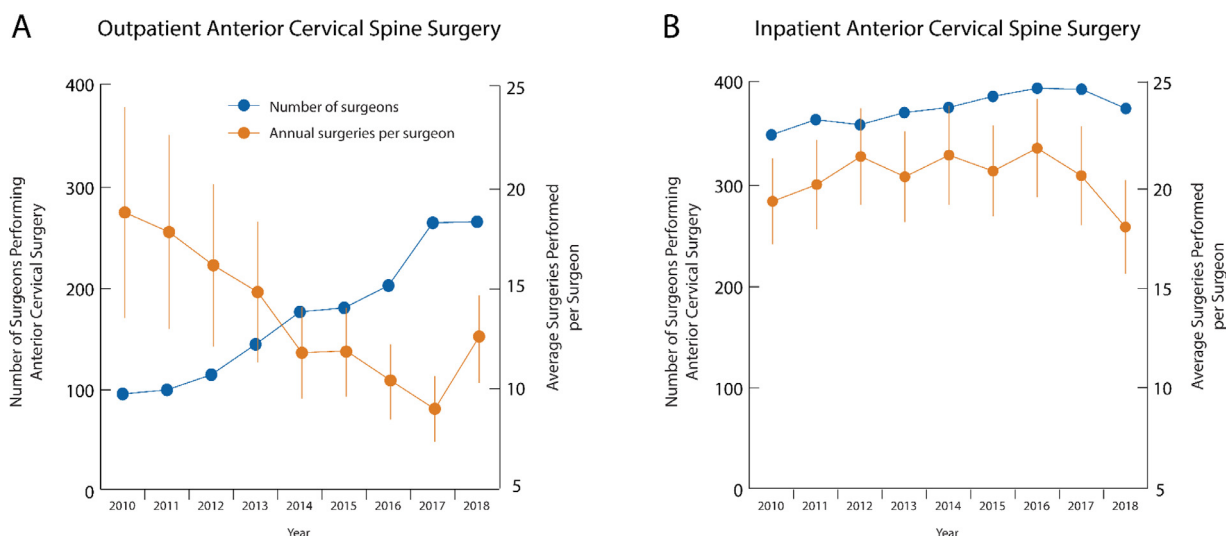 A
Outpatient Anterior Cervical Spine Surgery
Number of surgeons
Annual surgeries per surgeon
Number of Surgeons Performing
Anterior Cervical Surgery
400
300
200
100
0
25
20
15
10
5
Average Surgeries Performed
per Surgeon
2010 2011 2012 2013 2014 2015 2016 2017 2018
Year
B
Inpatient Anterior Cervical Spine Surgery
Number of Surgeons Performing
Anterior Cervical Surgery
400
300
200
100
0
25
20
15
10
5
Average Surgeries Performed
per Surgeon
2010 2011 2012 2013 2014 2015 2016 2017 2018
Year